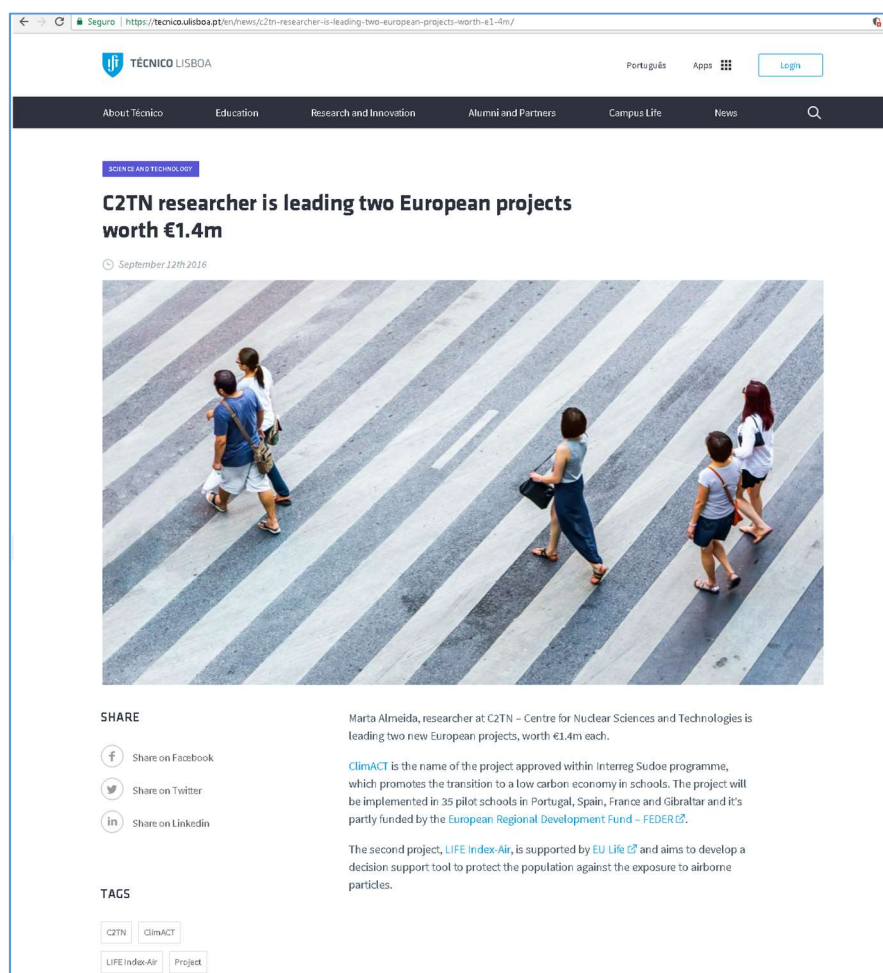 Seguro | https://tecnico.ulisboa.pt/en/news/c2tn-researcher-is-leading-two-european-projects-worth-e1-4m/
TÉCNICO LISBOA
Português Apps Login
About Técnico Education Research and Innovation Alumni and Partners Campus Life News
SCIENCE AND TECHNOLOGY
C2TN researcher is leading two European projects
worth €1.4m
September 12th 2016
SHARE
Share on Facebook
Share on Twitter
Share on Linkedin
TAGS
C2TN ClimACT
LIFE Index-Air Project
Marta Almeida, researcher at C2TN – Centre for Nuclear Sciences and Technologies is
leading two new European projects, worth €1.4m each.
ClimACT is the name of the project approved within Interreg Sudoe programme,
which promotes the transition to a low carbon economy in schools. The project will
be implemented in 35 pilot schools in Portugal, Spain, France and Gibraltar and it's
partly funded by the European Regional Development Fund – FEDER.
The second project, LIFE Index-Air, is supported by EU Life and aims to develop a
decision support tool to protect the population against the exposure to airborne
particles.